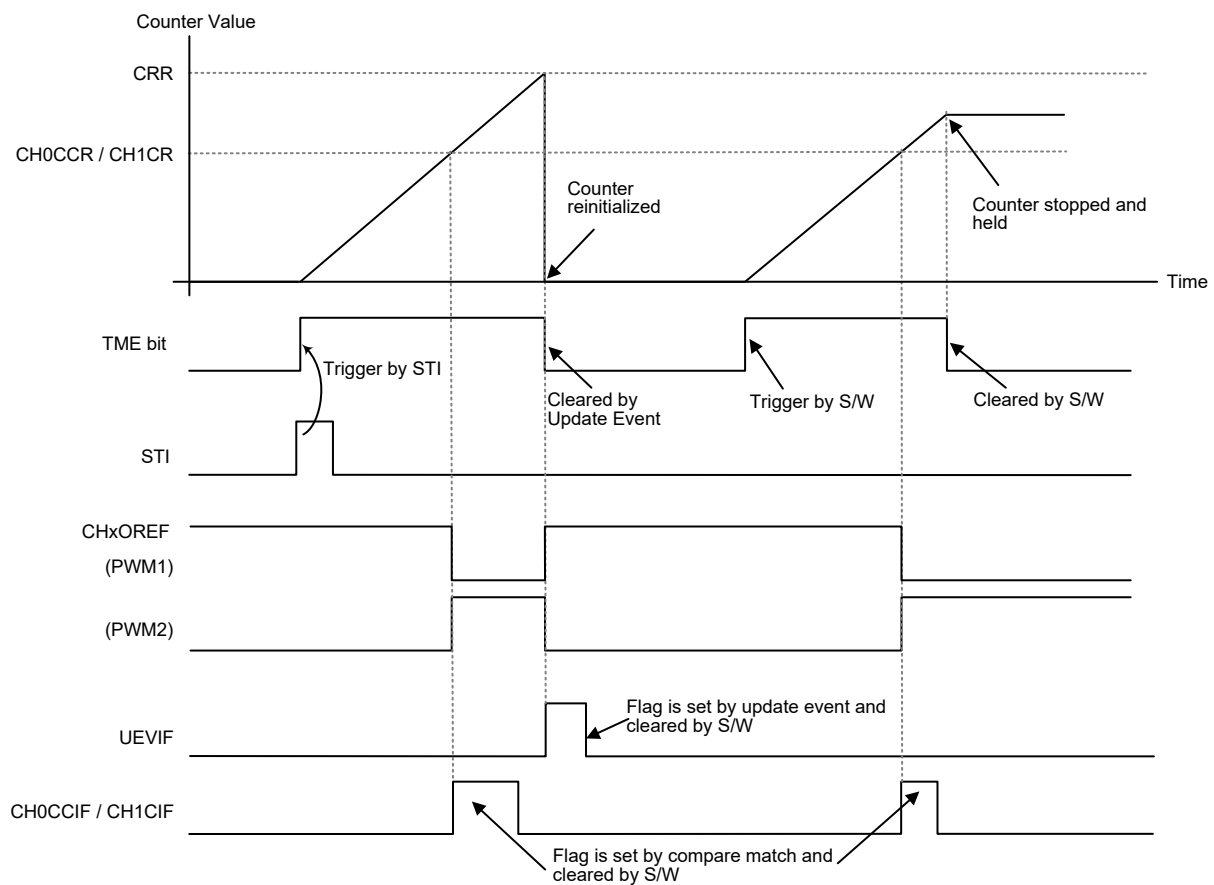 Counter Value
CRR
CH0CCR / CH1CR
Counter
reinitialized
Counter stopped and
held
Time
TME bit
Trigger by STI
Cleared by
Update Event
Trigger by S/W
Cleared by S/W
STI
CHxOREF
(PWM1)
(PWM2)
UEVIF
Flag is set by update event and
cleared by S/W
CH0CCIF / CH1CIF
Flag is set by compare match and
cleared by S/W